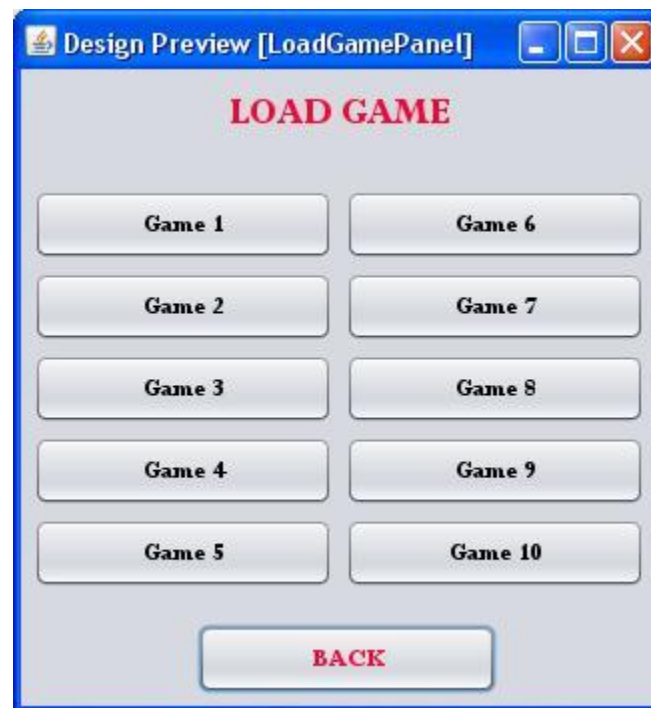 Design Preview [LoadGamePanel]
LOAD GAME
Game 1
Game 6
Game 2
Game 7
Game 3
Game 8
Game 4
Game 9
Game 5
Game 10
BACK